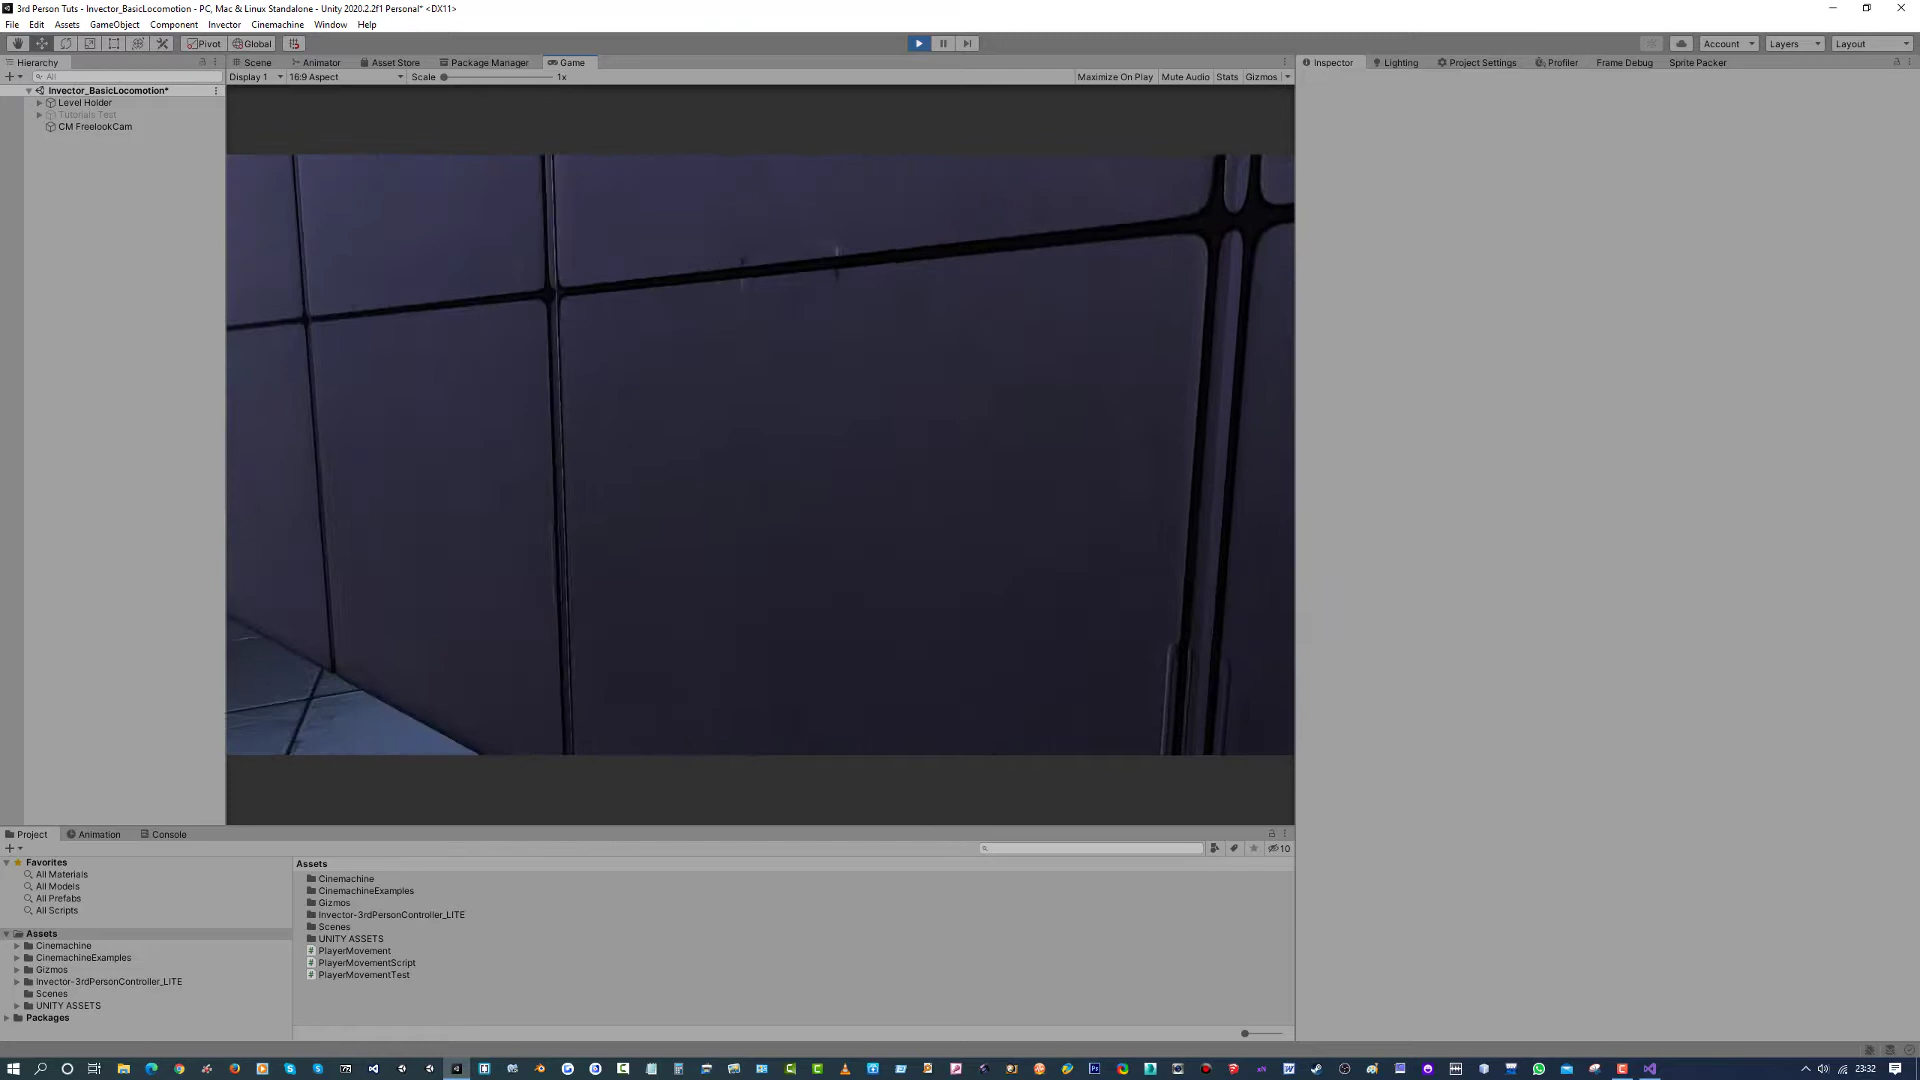 3rd Person Tuts - Invector_BasicLocomotion - PC, Mac & Linux Standalone - Unity 2020.2.2f1 Personal* <DX11>
File Edit Assets GameObject Component Invector Cinemachine Window Help
Pivot Global Account Layers Layout
Hierarchy Scene Animator Asset Store Package Manager Game Inspector Lighting Project Settings Profiler Frame Debug Sprite Packer
All Display 1 16:9 Aspect Scale 1x Maximize On Play Mute Audio Stats Gizmos
Invector_BasicLocomotion*
Level Holder
Tutorials Test
CM FreelookCam
Project Animation Console
10
Favorites
All Materials
All Models
All Prefabs
All Scripts
Assets
Cinemachine
CinemachineExamples
Gizmos
Invector-3rdPersonController_LITE
Scenes
UNITY ASSETS
Packages
Assets
Cinemachine
CinemachineExamples
Gizmos
Invector-3rdPersonController_LITE
Scenes
UNITY ASSETS
PlayerMovement
PlayerMovementScript
PlayerMovementTest
23:32